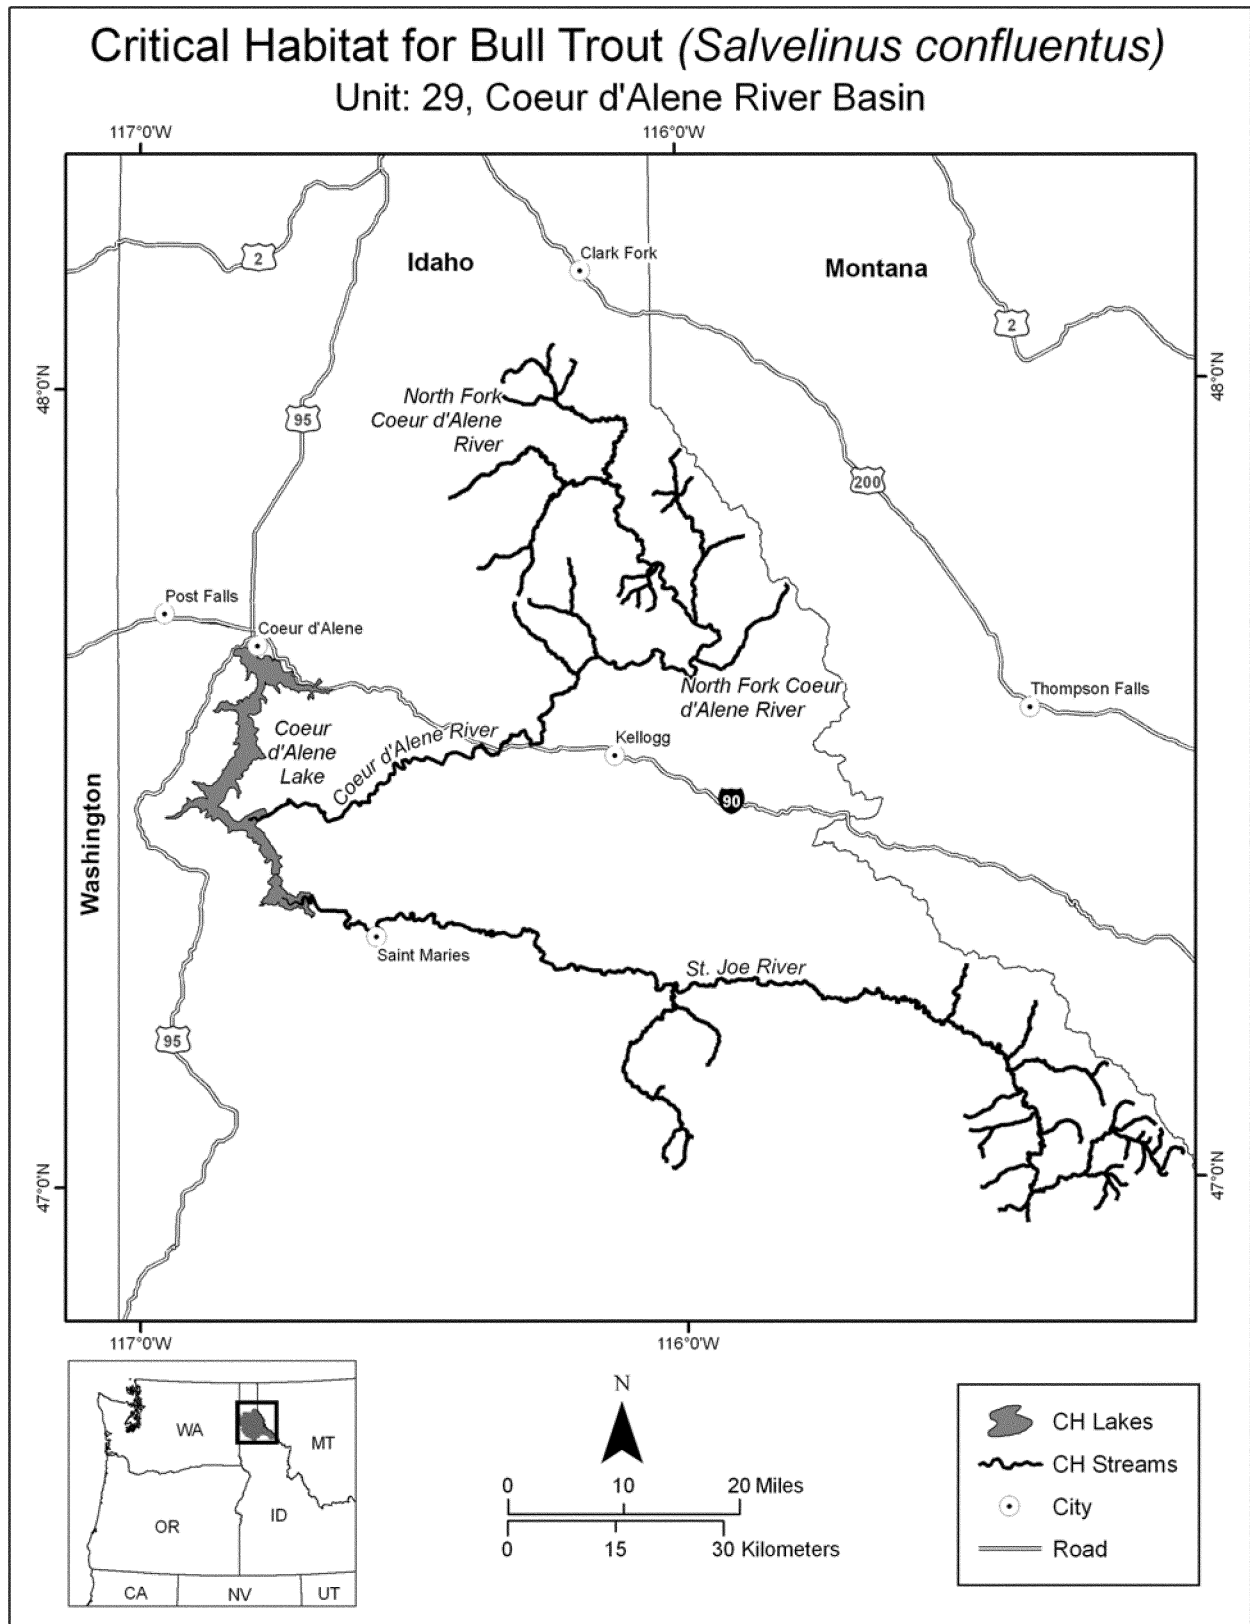 Critical Habitat for Bull Trout (Salvelinus confluentus)
Unit: 29, Coeur d'Alene River Basin
117°0'W
116°0'W
2
Idaho
Clark Fork
Montana
2
48°0'N
48°0'N
95
North Fork
Coeur d'Alene
River
200
Post Falls
Coeur d'Alene
North Fork Coeur
d'Alene River
Thompson Falls
Coeur
d'Alene
Lake
Coeur d'Alene River
Kellogg
90
Washington
Saint Maries
St. Joe River
95
47°0'N
47°0'N
117°0'W
116°0'W
WA
MT
OR
ID
CA
NV
UT
N
0 10 20 Miles
0 15 30 Kilometers
CH Lakes
CH Streams
City
Road